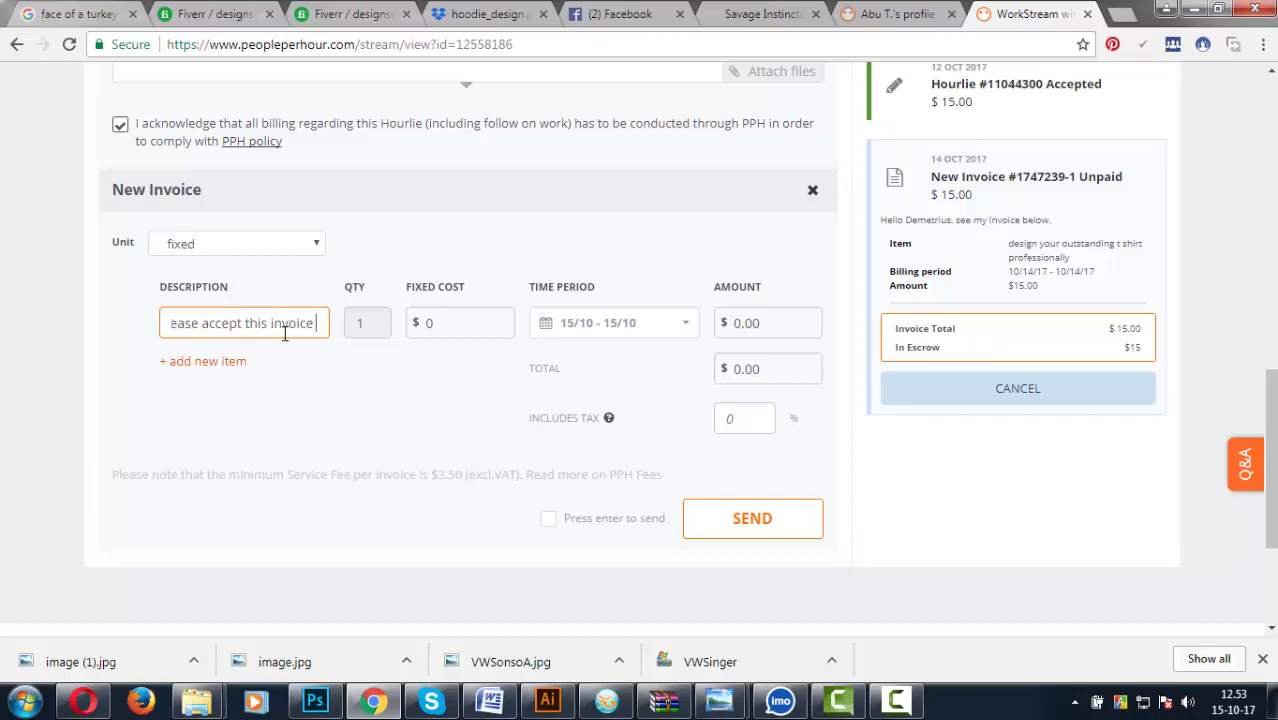 face of a turkey
Fiverr / designs
Fiverr / designs
hoodie_design.p
(2) Facebook
Savage Instincts
Abu T.'s profile
WorkStream wit
Secure
https://www.peopleperhour.com/stream/view?id=12558186
Attach files
I acknowledge that all billing regarding this Hourlie (including follow on work) has to be conducted through PPH in order
to comply with PPH policy
New Invoice
Unit
fixed
DESCRIPTION
QTY
FIXED COST
TIME PERIOD
AMOUNT
ease accept this invoice
1
$ 0
15/10 - 15/10
$ 0.00
+ add new item
TOTAL
$ 0.00
INCLUDES TAX
0
%
Please note that the minimum Service Fee per invoice is $3.50 (excl.VAT). Read more on PPH Fees
Press enter to send
SEND
12 OCT 2017
Hourlie #11044300 Accepted
$ 15.00
14 OCT 2017
New Invoice #1747239-1 Unpaid
$ 15.00
Hello Demetrius, see my Invoice below.
Item
design your outstanding t shirt
professionally
Billing period
10/14/17 - 10/14/17
Amount
$15.00
Invoice Total
$ 15.00
In Escrow
$15
CANCEL
Q&A
image (1).jpg
image.jpg
VWSonsoA.jpg
VWSinger
Show all
Ps
Ai
imo
12.53
15-10-17